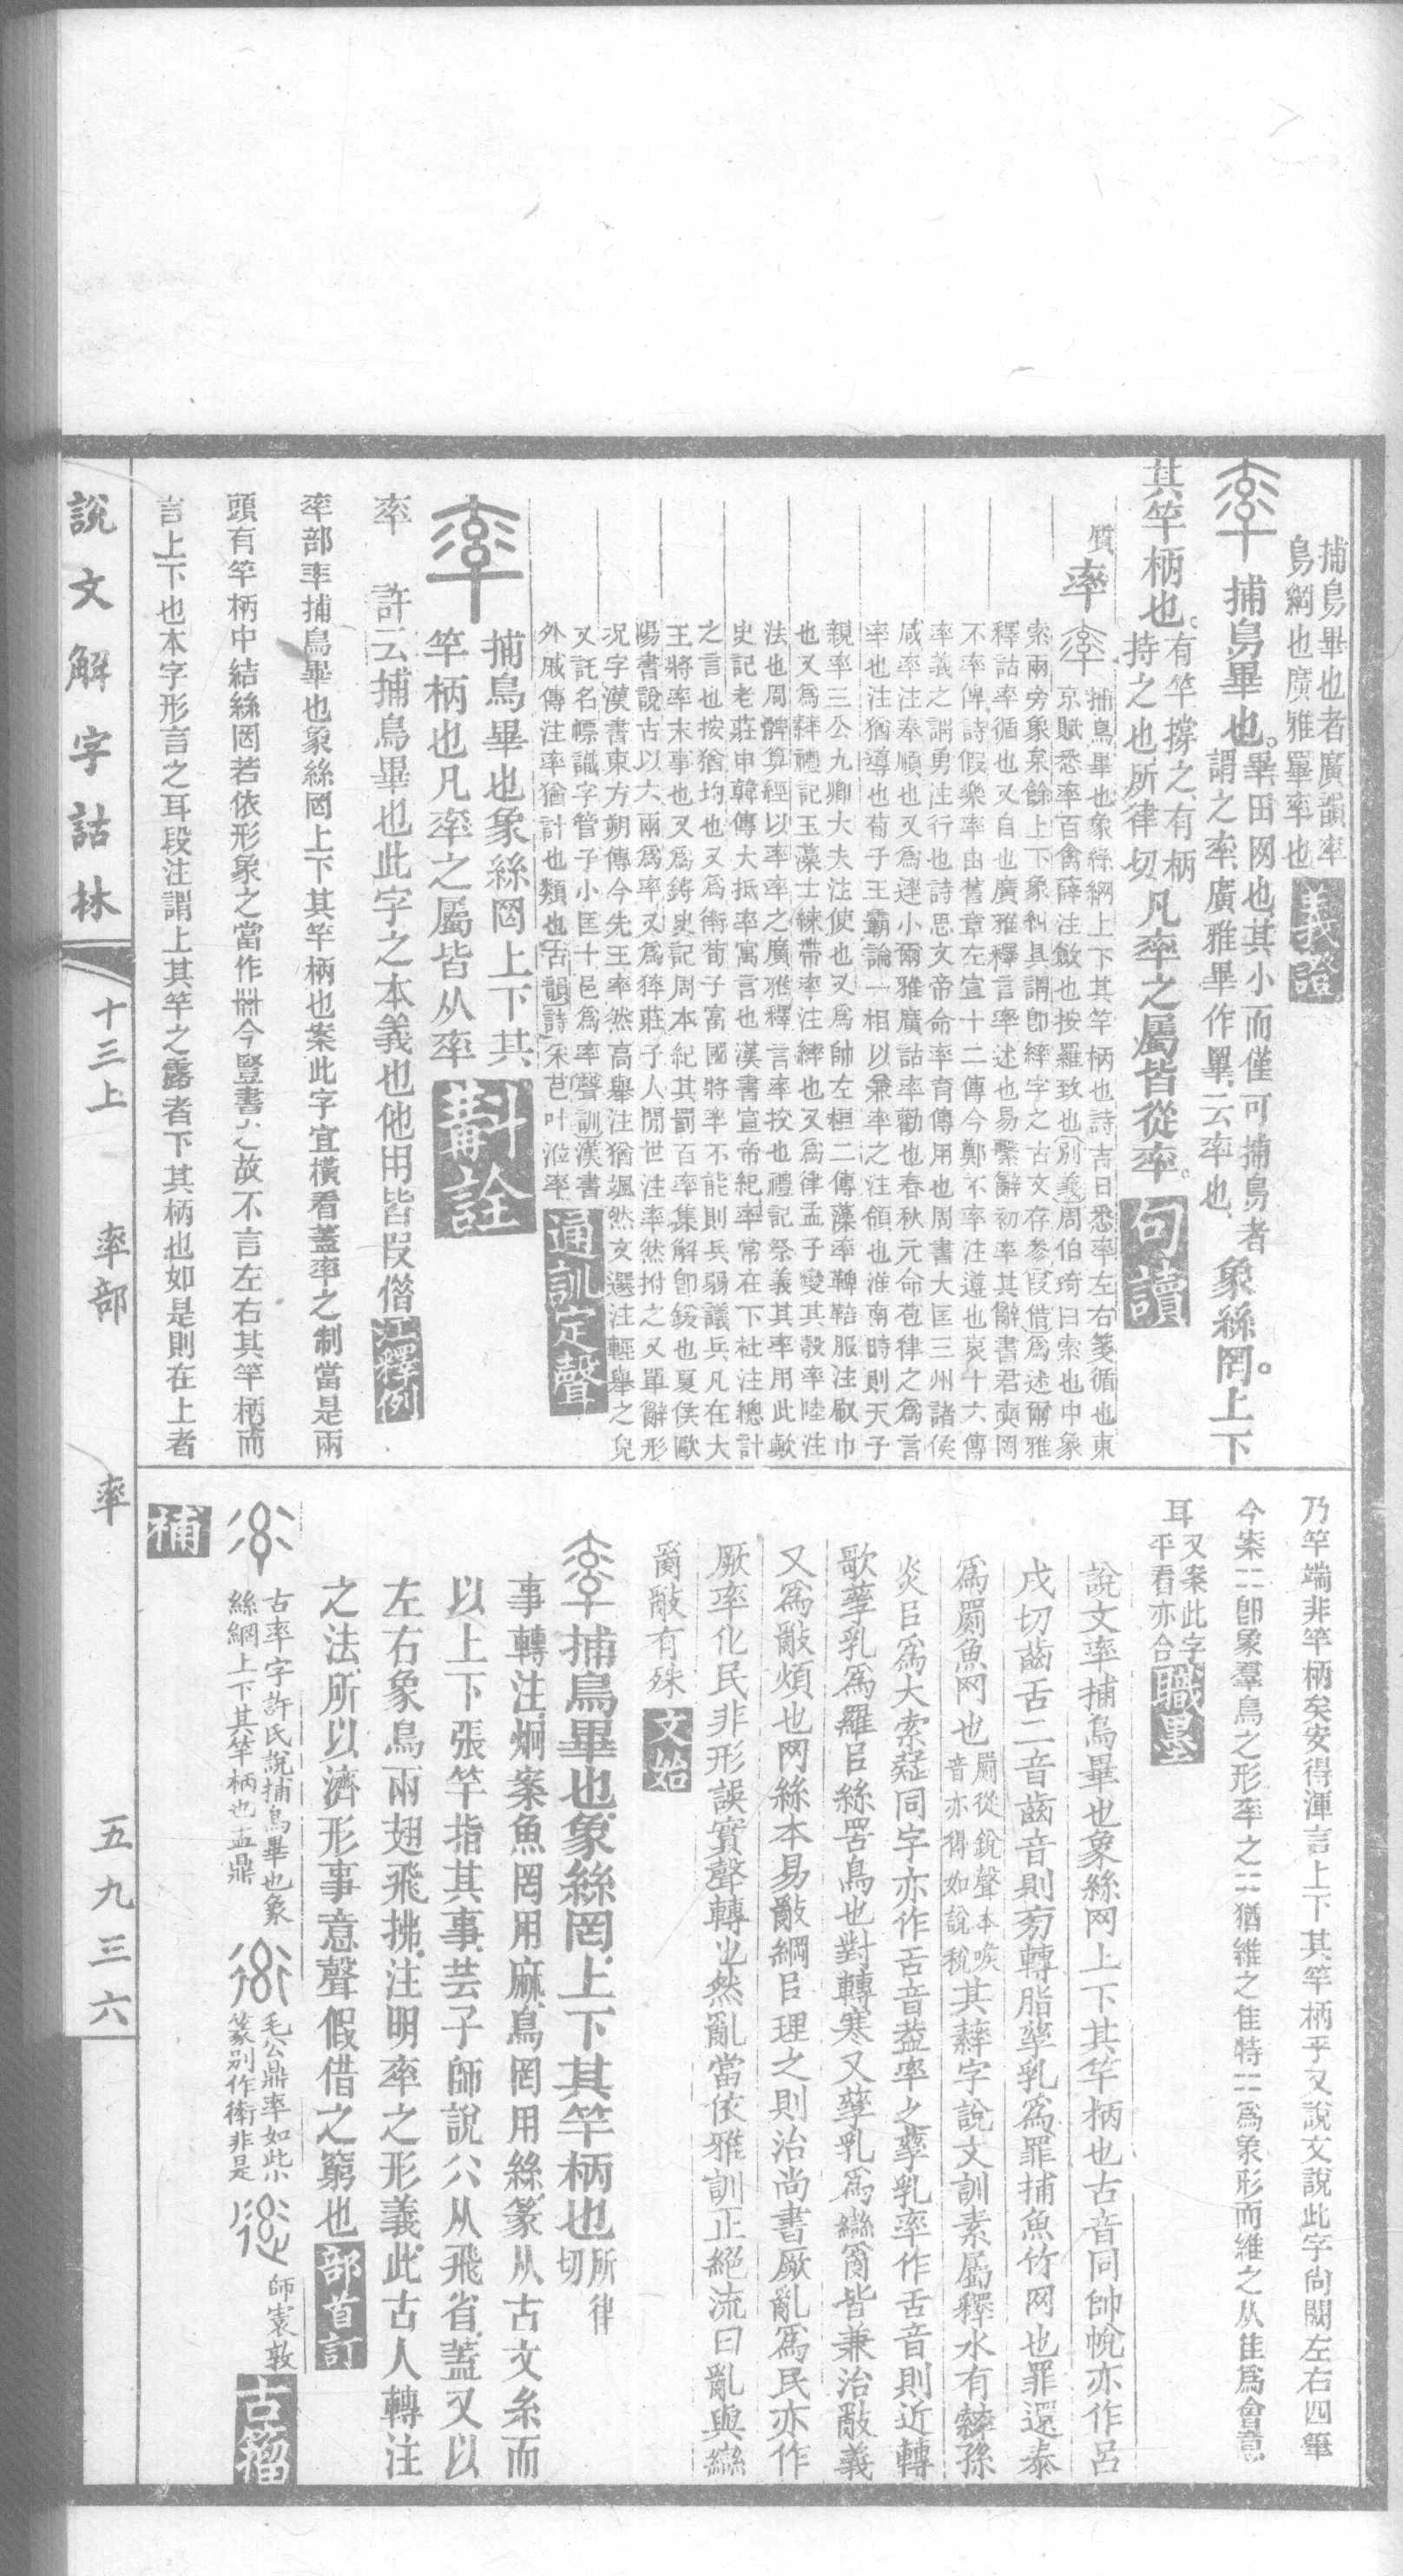 捕鳥畢也者廣韻率
鳥網也廣雅畢率也
義證
捕鳥畢也。
畢田网也其小而僅可捕鳥者
謂之率廣雅畢作罼云率也
象絲罔。上下
其竿柄也。
有竿撐之有柄
持之也所律切
凡率之屬皆從率。
句讀
質
率
捕鳥畢也象絲網上下其竿柄也詩吉日悉率左右箋循也東
京賦悉率百禽薛注斂也按羅致也別義周伯琦曰索也中象
索兩旁象枲餘上下象糾具謂卽繂字之古文存參叚借爲述爾雅
釋詁率循也又自也廣雅釋言率述也易繫辭初率其辭書君奭罔
不率俾詩假樂率由舊章左宣十二傳今鄭不率注遵也哀十六傳
率義之謂勇注行也詩思文帝命率育傳用也周書大匡三州諸侯
咸率注奉順也又爲逹小爾雅廣詁率勸也春秋元命苞律之爲言
率也注猶導也荀子王霸論一相以兼率之注領也淮南時則天子
親率三公九卿大夫注使也又爲帥左桓二傳藻率鞞鞛服注㕞巾
也又爲繂禮記玉藻士練帶率注繂也又爲律孟子變其彀率陸注
法也周髀算經以率率之廣雅釋言率挍也禮記祭義其率用此歟
史記老莊申韓傳大抵率寓言也漢書宣帝紀率常在下社注總計
之言也按猶均也又爲衛荀子富國將率不能則兵弱議兵凡在大
王將率末事也又爲鋝史記周本紀其罰百率集解卽鍰也夏侯歐
陽書說古以六兩爲率又爲猝莊子人閒世注率然拊之又單辭形
況字漢書東方朔傳今先王率然高舉注猶颯然文選注輕舉之皃
又託名幖識字管子小匡十邑爲率聲訓漢書
外戚傳注率猶計也類也古韻詩采芑叶涖率
通訓定聲
捕鳥畢也象絲罔上下其
竿柄也凡率之屬皆从率
斠詮
率
許云捕鳥畢也此字之本義也他用皆叚借
江釋例
率部率捕鳥畢也象絲罔上下其竿柄也案此字宜橫看蓋率之制當是兩
頭有竿柄中結絲罔若依形象之當作卌今豎書之故不言左右其竿柄而
言上下也本字形言之耳段注謂上其竿之露者下其柄也如是則在上者
乃竿端非竿柄矣安得渾言上下其竿柄乎又說文說此字尙闕左右四筆
今案∷卽象羣鳥之形率之∷猶維之隹特∷爲象形而維之从隹爲會意
耳
又案此字
平看亦合
職墨
說文率捕鳥畢也象絲网上下其竿柄也古音同帥帨亦作呂
戌切齒舌二音齒音則旁轉脂孳乳爲罪捕魚竹网也罪還泰
爲罽魚网也
罽從銳聲本喉
音亦得如說稅
其䋣字說文訓素屬釋水有䋣孫
炎㠯爲大索疑同字亦作舌音葢率之孳乳率作舌音則近轉
歌孳乳爲羅㠯絲罟鳥也對轉寒又孳乳爲䜌𤔔皆兼治敽義
又爲敽煩也网絲本易敽綱㠯理之則治尚書厥亂爲民亦作
厥率化民非形誤實聲轉也然亂當依雅訓正絕流曰亂與䜌
𤔔敽有殊
文始
捕鳥畢也象絲罔上下其竿柄也
所律
切
事轉注炯案魚罔用麻鳥罔用絲篆从古文糸而
以上下張竿指其事芸子師說八从飛省蓋又以
左右象鳥兩翅飛拂注明率之形義此古人轉注
之法所以濟形事意聲假借之窮也
部首訂
古率字許氏說捕鳥畢也象
絲網上下其竿柄也盂鼎
毛公鼎率如此小
篆別作衛非是
師寰敦
古籀
補
說文解字詁林
十三上
率部
率
五九三六